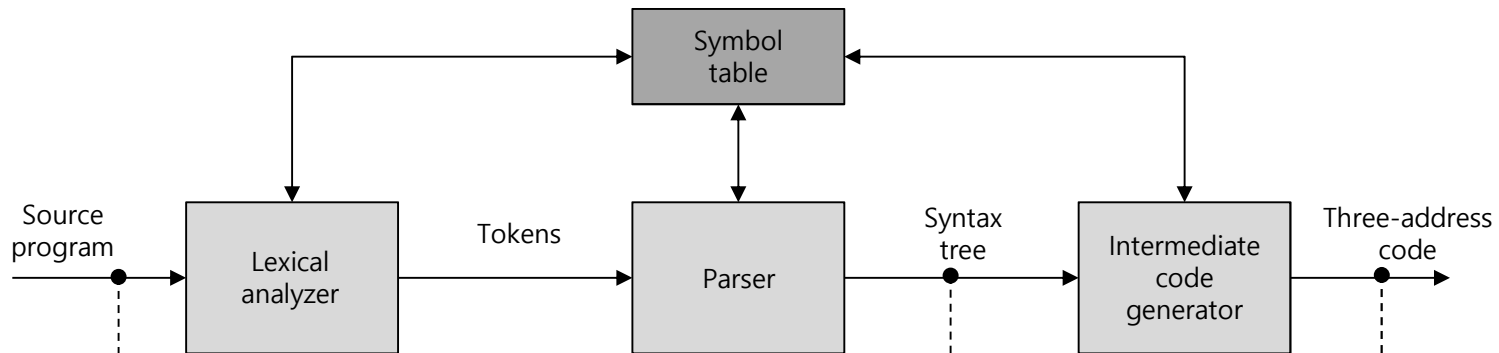 Symbol
table
Source
program
Lexical
analyzer
Tokens
Parser
Syntax
tree
Intermediate
code
generator
Three-address
code